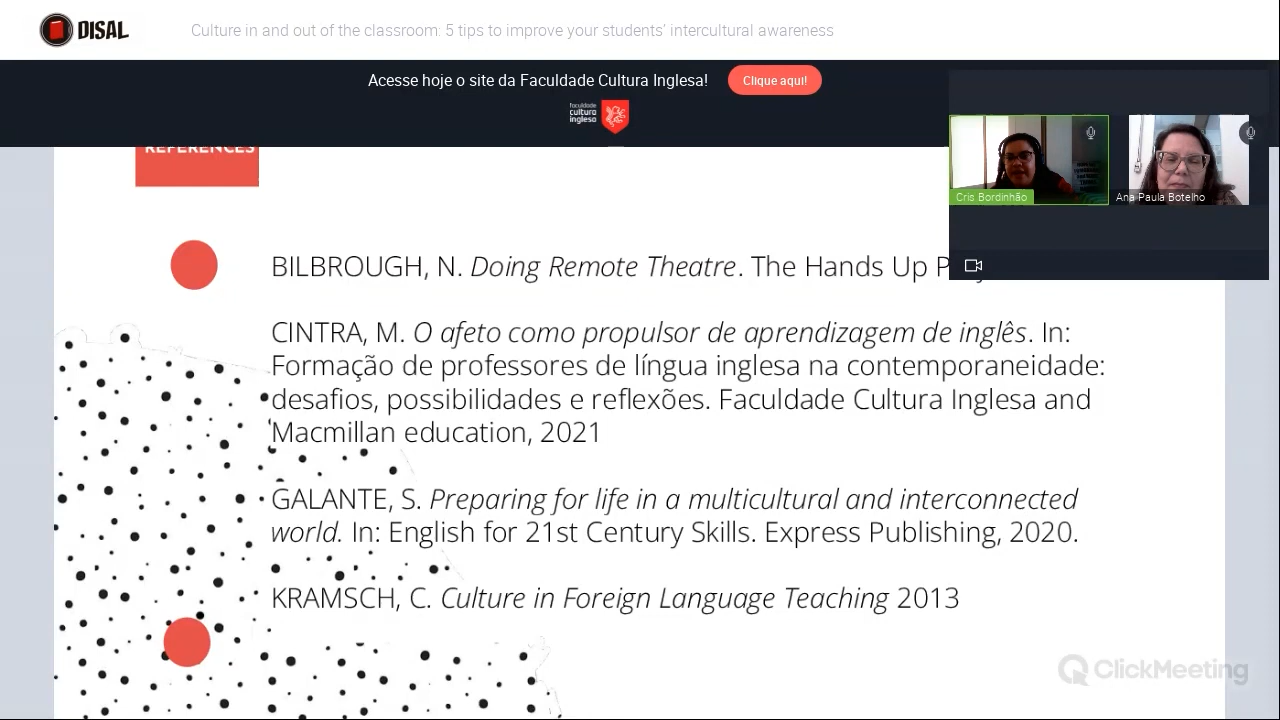 DISAL
Culture in and out of the classroom: 5 tips to improve your students' intercultural awareness
Acesse hoje o site da Faculdade Cultura Inglesa!
Clique aqui!
faculdade
cultura
inglesa
REFERENCES
Cris Bordinhão
Ana Paula Botelho
BILBROUGH, N. Doing Remote Theatre. The Hands Up
CINTRA, M. O afeto como propulsor de aprendizagem de inglês. In:
Formação de professores de língua inglesa na contemporaneidade:
desafios, possibilidades e reflexões. Faculdade Cultura Inglesa and
Macmillan education, 2021
GALANTE, S. Preparing for life in a multicultural and interconnected
world. In: English for 21st Century Skills. Express Publishing, 2020.
KRAMSCH, C. Culture in Foreign Language Teaching 2013
ClickMeeting